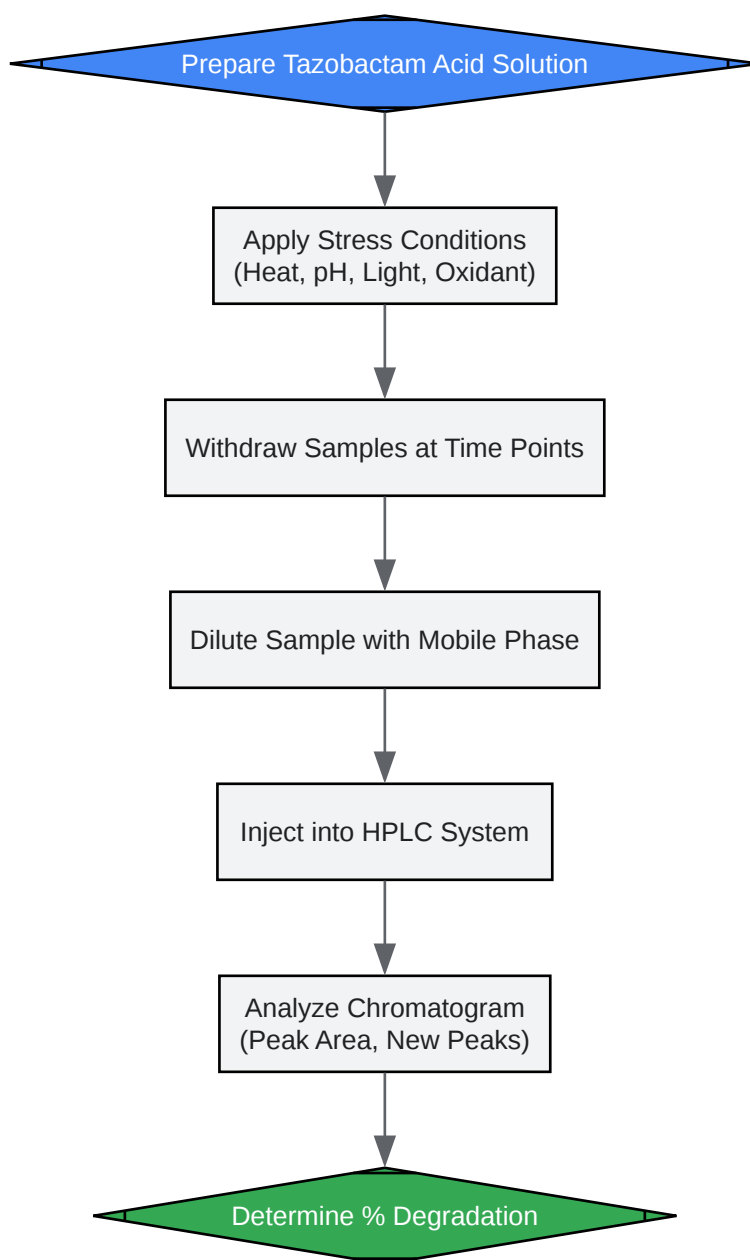 Prepare Tazobactam Acid Solution
Apply Stress Conditions
(Heat, pH, Light, Oxidant)
Withdraw Samples at Time Points
Dilute Sample with Mobile Phase
Inject into HPLC System
Analyze Chromatogram
(Peak Area, New Peaks)
Determine % Degradation